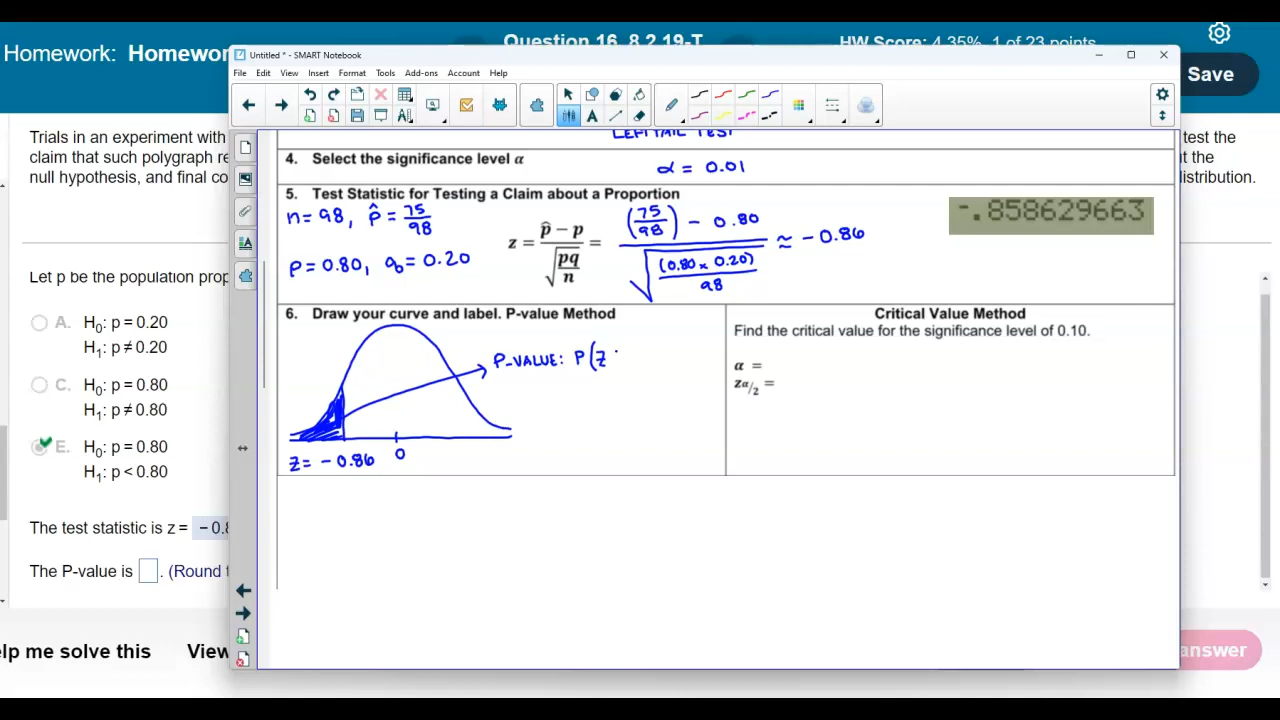 Homework: Homewor
Question 16, 8.2.19-T
HW Score: 4.35%, 1 of 23 points
Save
Untitled * - SMART Notebook
File Edit View Insert Format Tools Add-ons Account Help
Trials in an experiment with
test the
claim that such polygraph re
t the
null hypothesis, and final co
distribution.
LEFT TAIL TEST
4. Select the significance level α
α = 0.01
5. Test Statistic for Testing a Claim about a Proportion
n = 98, p̂ = 75/98
p = 0.80, q = 0.20
z = (p̂ − p) / √(pq/n) = ((75/98) − 0.80) / √((0.80 x 0.20)/98) ≈ −0.86
-.858629663
6. Draw your curve and label. P-value Method
P-VALUE: P(Z
z = −0.86
0
Critical Value Method
Find the critical value for the significance level of 0.10.
α =
zα/2 =
Let p be the population prop
A. H₀: p = 0.20
H₁: p ≠ 0.20
C. H₀: p = 0.80
H₁: p ≠ 0.80
E. H₀: p = 0.80
H₁: p < 0.80
The test statistic is z = − 0.8
The P-value is . (Round t
elp me solve this
View
answer